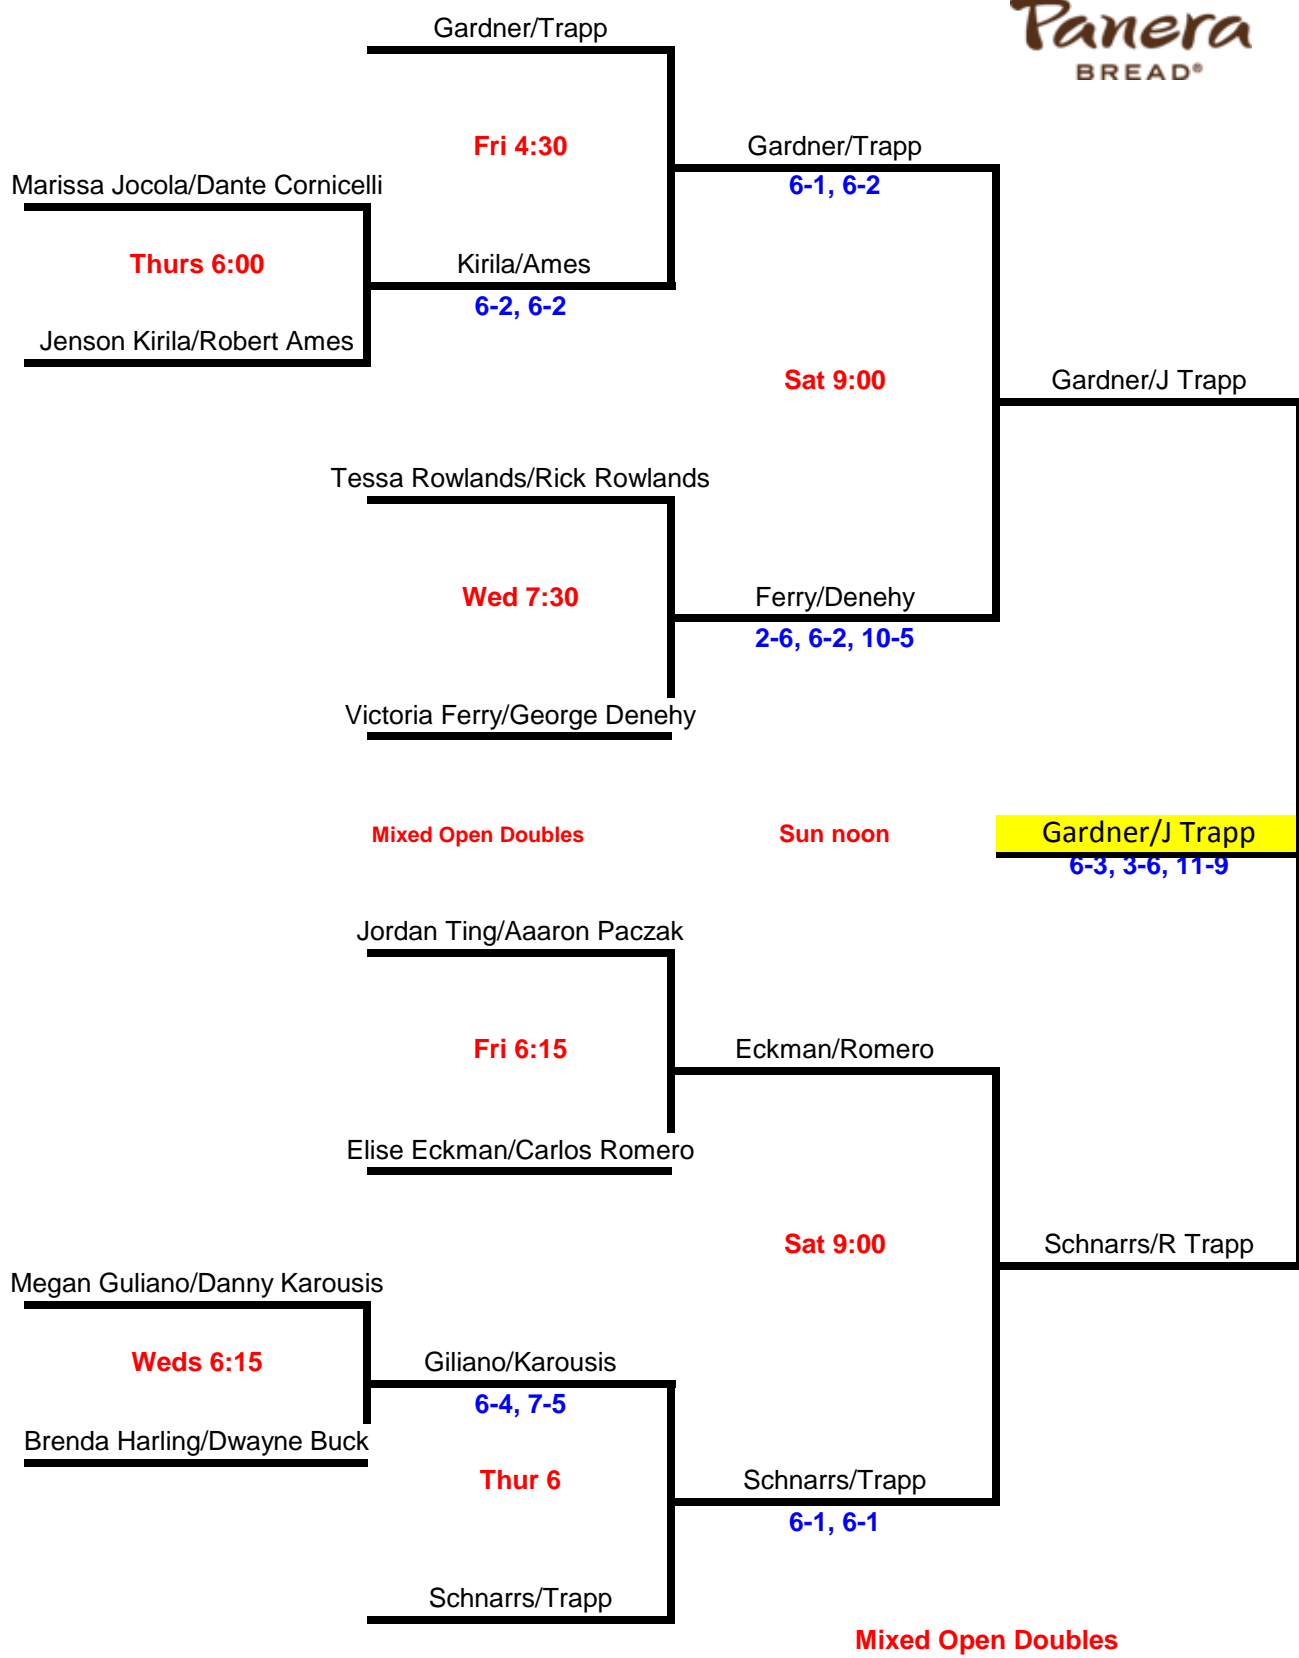 Panera
BREAD®
Gardner/Trapp
Fri 4:30
Gardner/Trapp
6-1, 6-2
Marissa Jocola/Dante Cornicelli
Thurs 6:00
Kirila/Ames
6-2, 6-2
Jenson Kirila/Robert Ames
Sat 9:00
Gardner/J Trapp
Tessa Rowlands/Rick Rowlands
Wed 7:30
Ferry/Denehy
2-6, 6-2, 10-5
Victoria Ferry/George Denehy
Mixed Open Doubles
Sun noon
Gardner/J Trapp
6-3, 3-6, 11-9
Jordan Ting/Aaaron Paczak
Fri 6:15
Eckman/Romero
Elise Eckman/Carlos Romero
Sat 9:00
Schnarrs/R Trapp
Megan Guliano/Danny Karousis
Weds 6:15
Giliano/Karousis
6-4, 7-5
Brenda Harling/Dwayne Buck
Thur 6
Schnarrs/Trapp
6-1, 6-1
Schnarrs/Trapp
Mixed Open Doubles